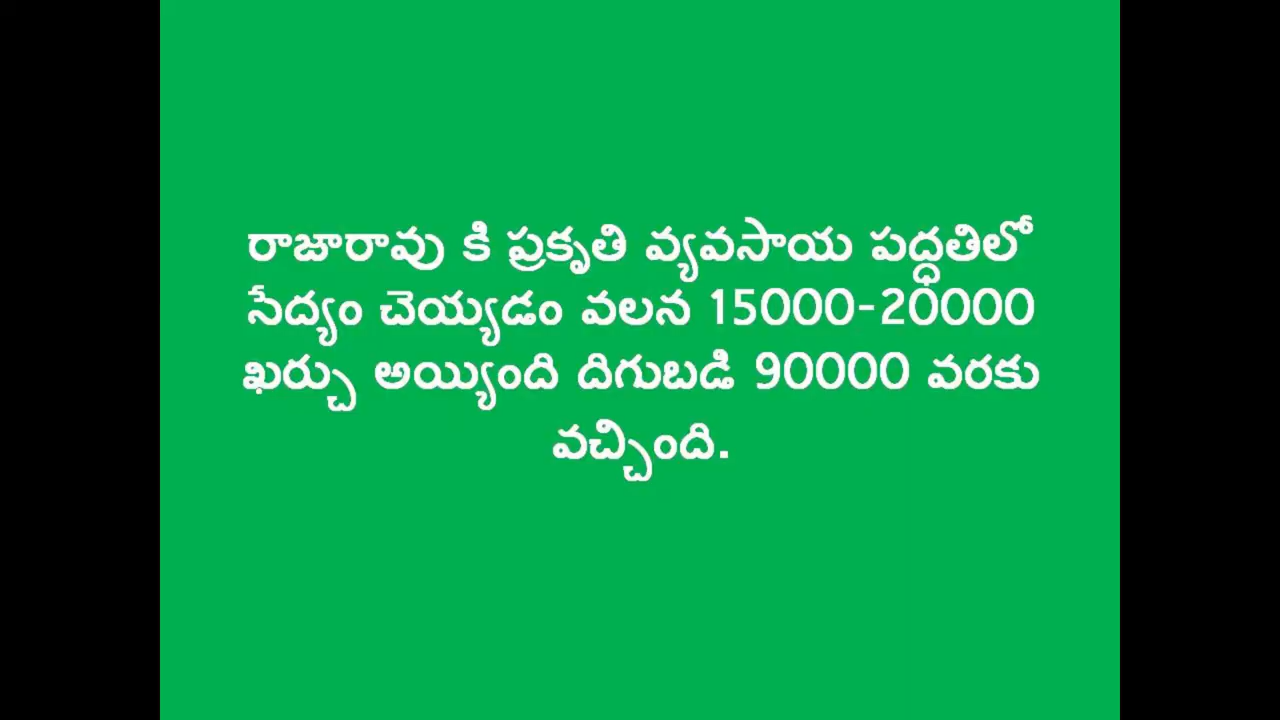 రాజారావు కి ప్రకృతి వ్యవసాయ పద్ధతిలో
సేద్యం చెయ్యడం వలన 15000-20000
ఖర్చు అయ్యింది దిగుబడి 90000 వరకు
వచ్చింది.